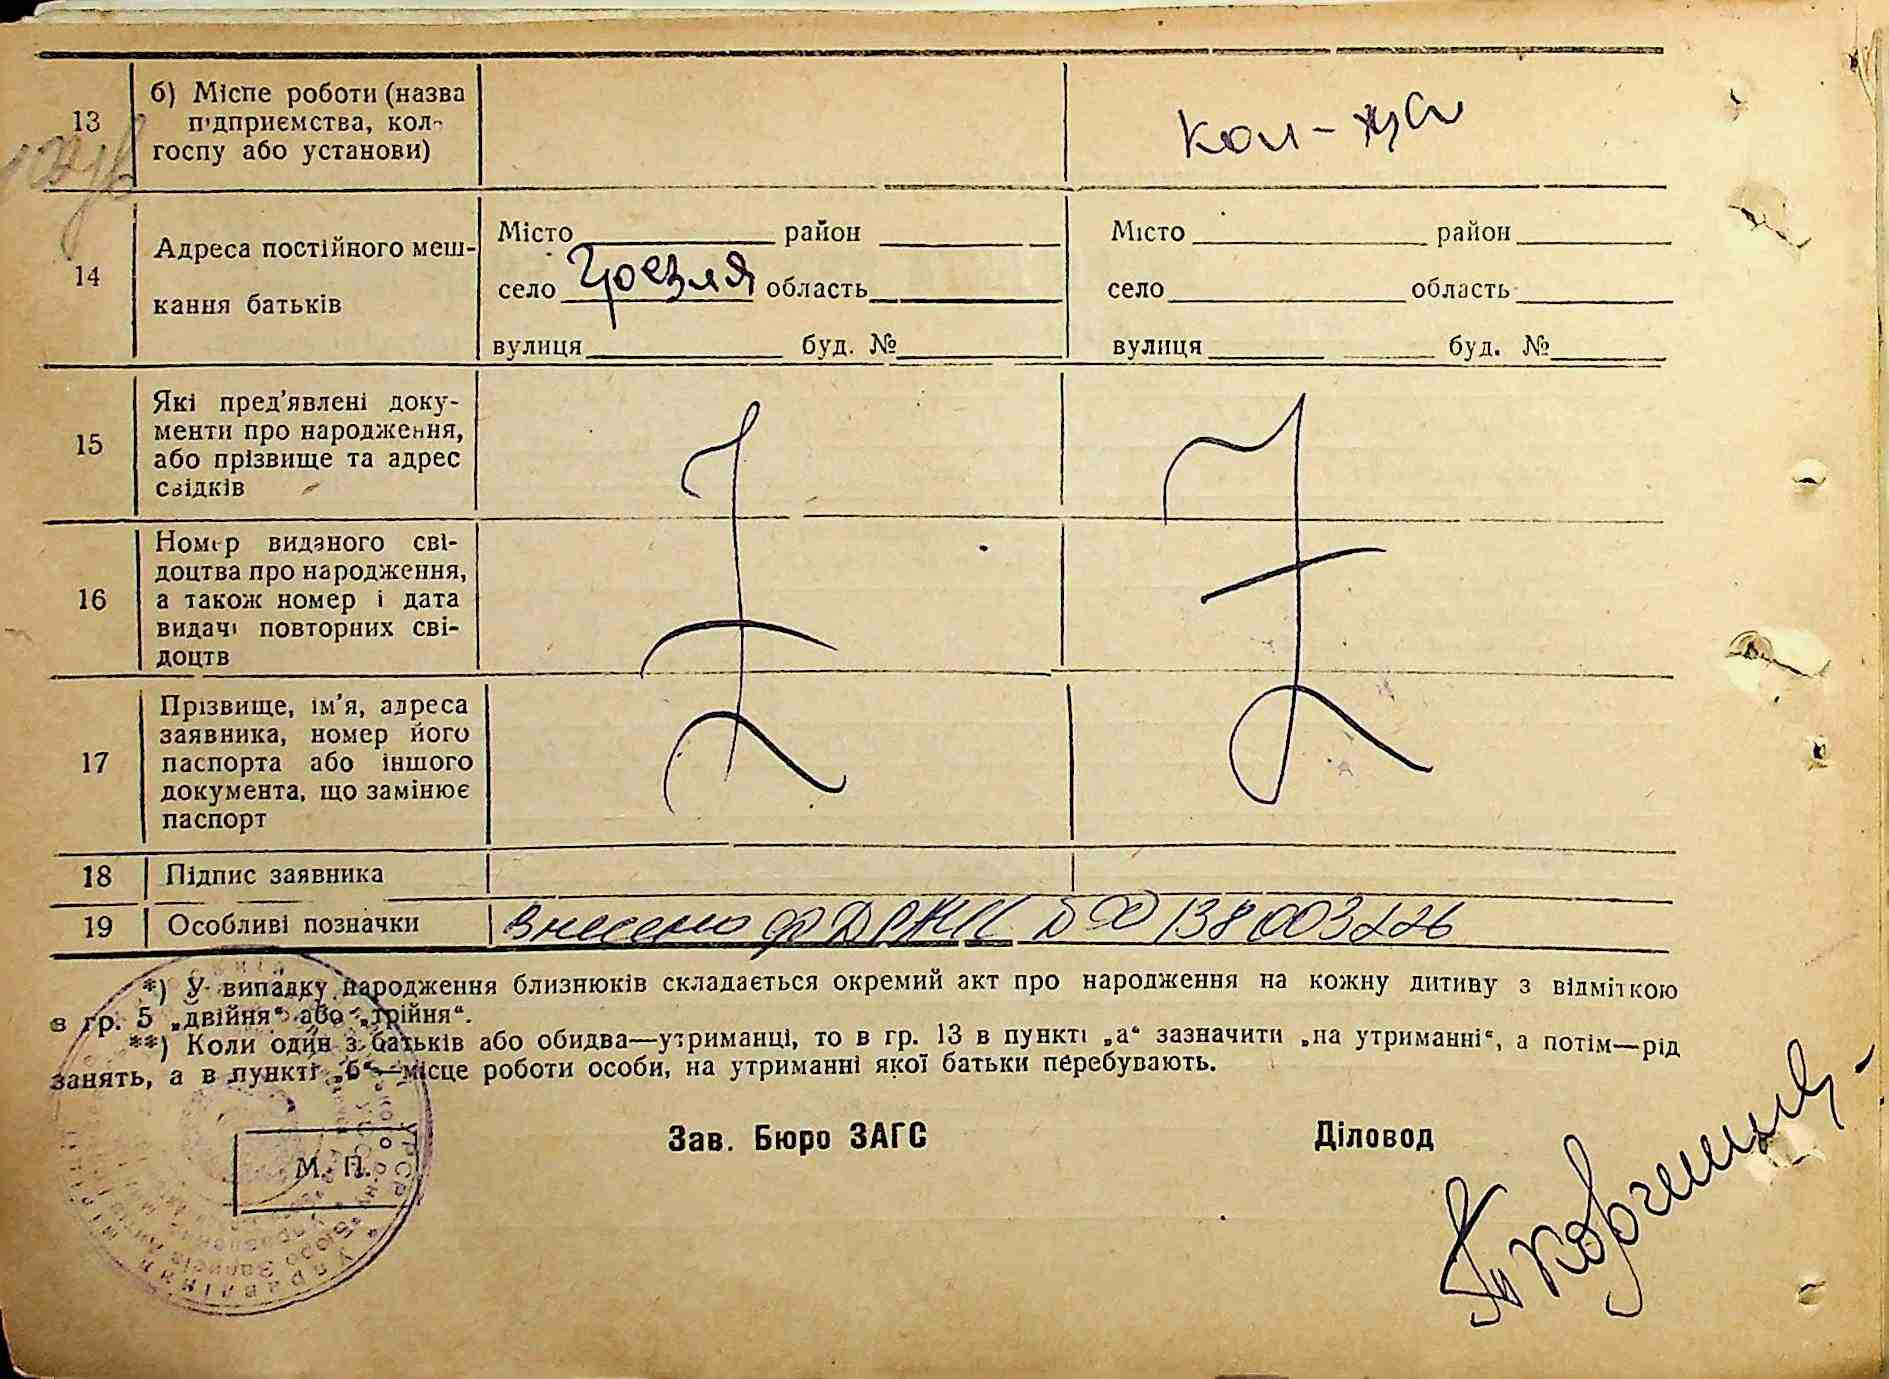 13
б) Місце роботи (назва
підприємства, кол-
госпу або установи)
14
Адреса постійного меш-
кання батьків
Місто район
село область
вулиця буд. №
Місто район
село область
вулиця буд. №
15
Які пред'явлені доку-
менти про народження,
або прізвище та адрес
свідків
16
Номер виданого сві-
доцтва про народження,
а також номер і дата
видачі повторних сві-
доцтв
17
Прізвище, ім'я, адреса
заявника, номер його
паспорта або іншого
документа, що замінює
паспорт
18 Підпис заявника
19 Особливі позначки Внесено 138003226
*) У випадку народження близнюків складається окремий акт про народження на кожну дитину з відміткою
в гр. 5 „двійня“ або „трійня“.
**) Коли один з батьків або обидва—утриманці, то в гр. 13 в пункті „а“ зазначити „на утриманні“, а потім—рід
занять, а в пункті „б“—місце роботи особи, на утриманні якої батьки перебувають.
М. П.
Зав. Бюро ЗАГС Діловод